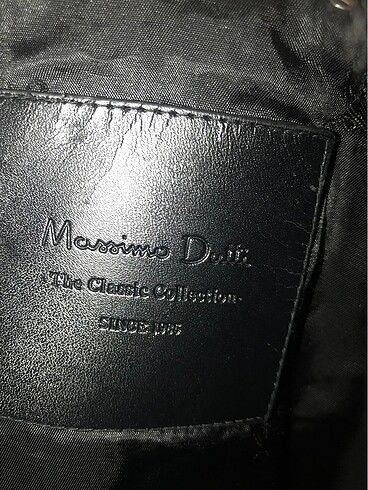 Massimo Dutti
The Classic Collection-
SINCE 1985